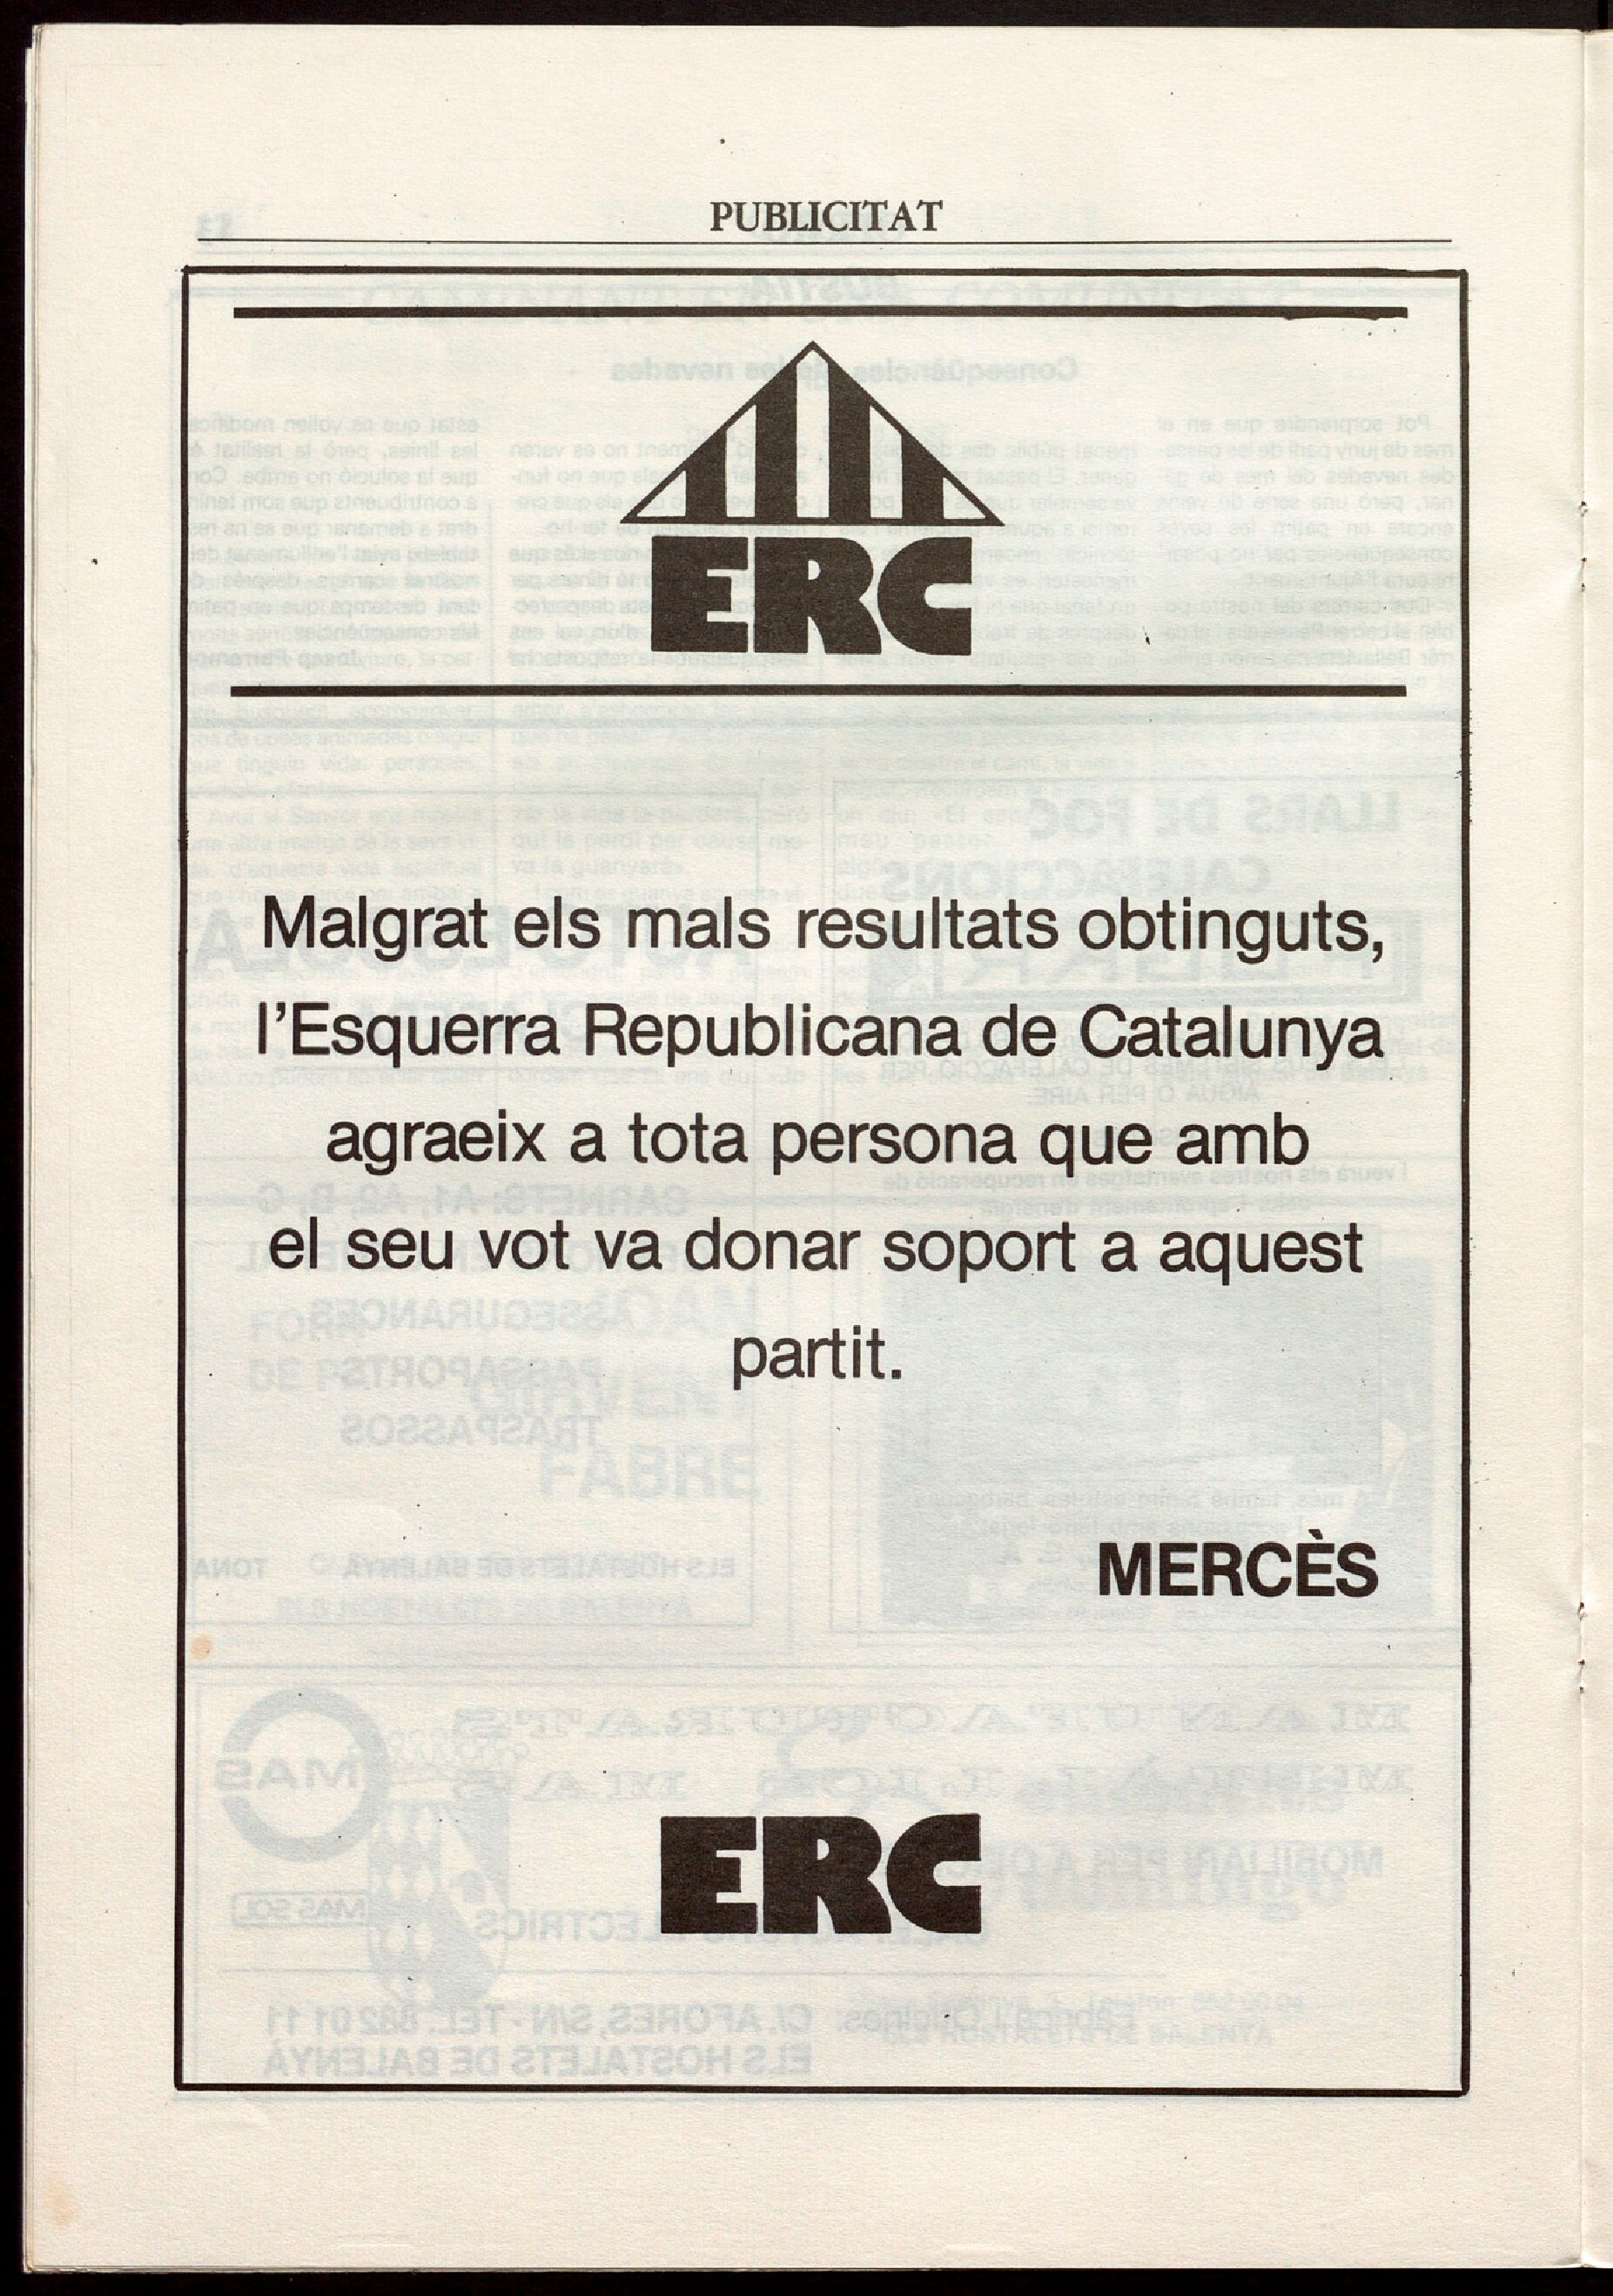 PUBLICITAT
ERC
Malgrat els mals resultats obtinguts,
l'Esquerra Republicana de Catalunya
agraeix a tota persona que amb
el seu vot va donar soport a aquest
partit.
MERCÈS
ERC